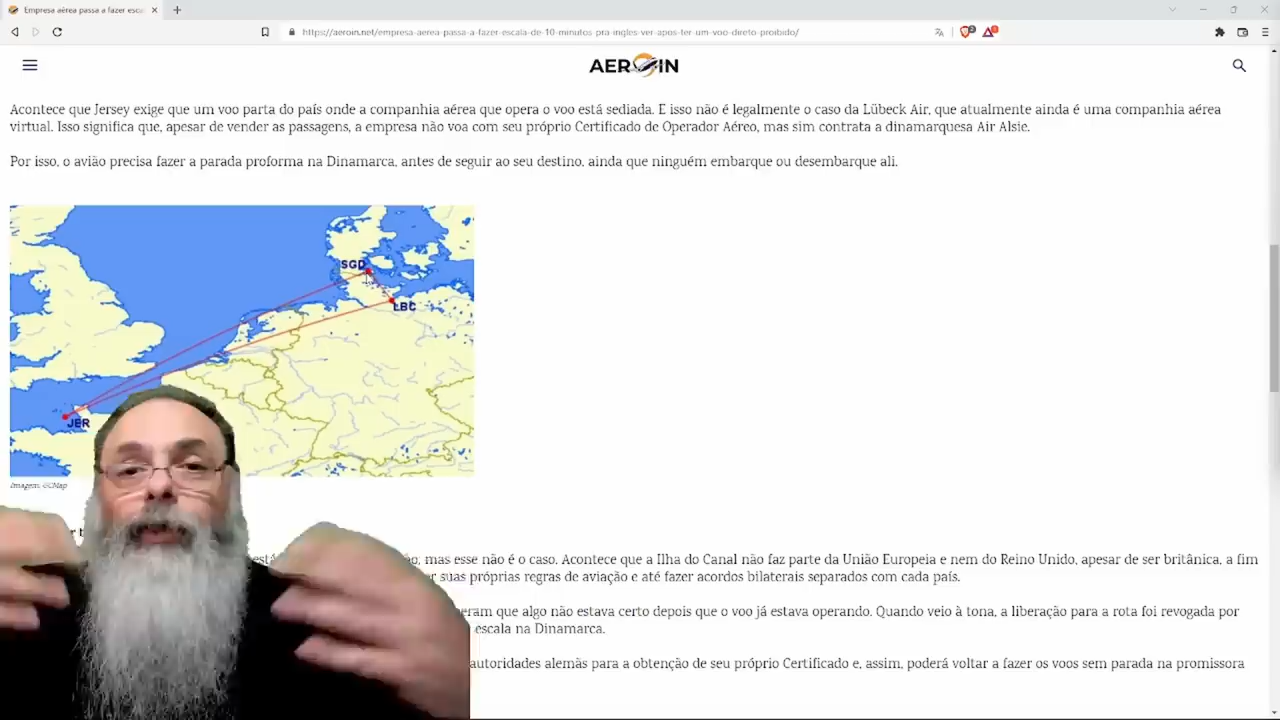 Empresa aérea passa a fazer esca
https://aeroin.net/empresa-aerea-passa-a-fazer-escala-de-10-minutos-pra-ingles-ver-apos-ter-um-voo-direto-proibido/
AEROIN
Acontece que Jersey exige que um voo parta do país onde a companhia aérea que opera o voo está sediada. E isso não é legalmente o caso da Lübeck Air, que atualmente ainda é uma companhia aérea
virtual. Isso significa que, apesar de vender as passagens, a empresa não voa com seu próprio Certificado de Operador Aéreo, mas sim contrata a dinamarquesa Air Alsie.
Por isso, o avião precisa fazer a parada proforma na Dinamarca, antes de seguir ao seu destino, ainda que ninguém embarque ou desembarque ali.
SGD
LBC
JER
Imagem: GCMap
mas esse não é o caso. Acontece que a Ilha do Canal não faz parte da União Europeia e nem do Reino Unido, apesar de ser britânica, a fim
suas próprias regras de aviação e até fazer acordos bilaterais separados com cada país.
que algo não estava certo depois que o voo já estava operando. Quando veio à tona, a liberação para a rota foi revogada por
escala na Dinamarca.
autoridades alemãs para a obtenção de seu próprio Certificado e, assim, poderá voltar a fazer os voos sem parada na promissora